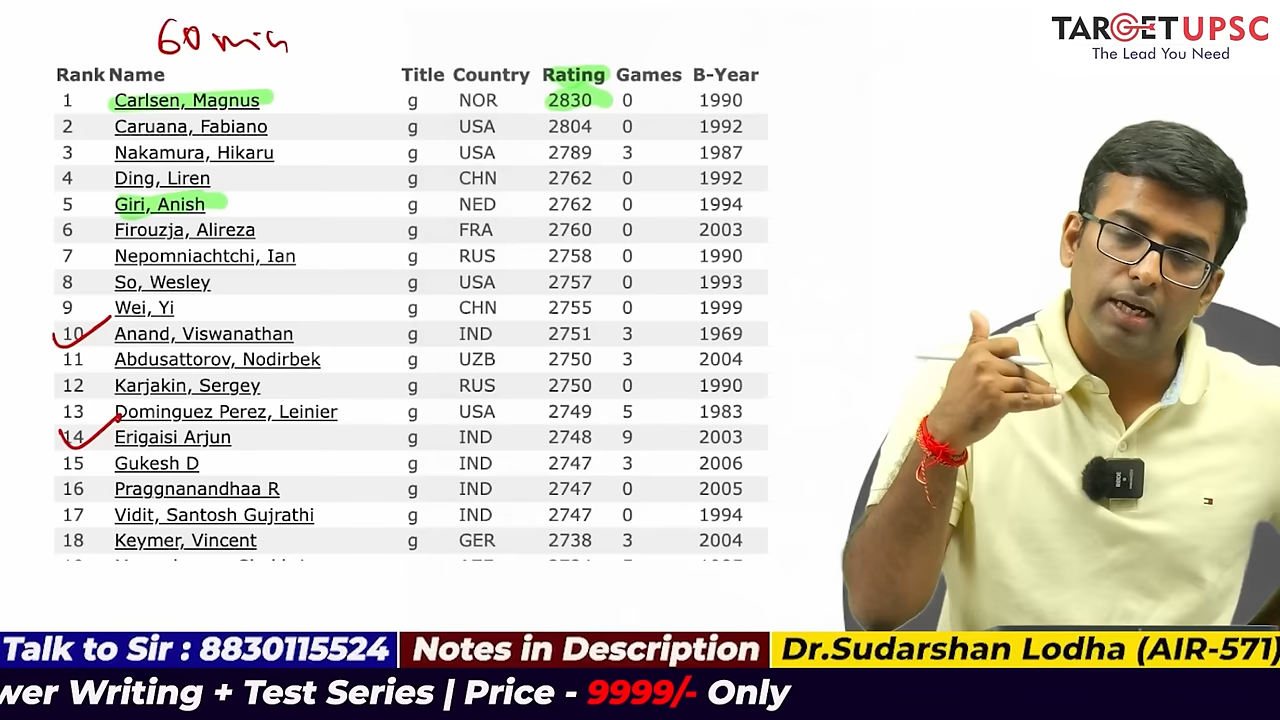 60 min
TARGET UPSC
The Lead You Need
Rank Name Title Country Rating Games B-Year
1 Carlsen, Magnus g NOR 2830 0 1990
2 Caruana, Fabiano g USA 2804 0 1992
3 Nakamura, Hikaru g USA 2789 3 1987
4 Ding, Liren g CHN 2762 0 1992
5 Giri, Anish g NED 2762 0 1994
6 Firouzja, Alireza g FRA 2760 0 2003
7 Nepomniachtchi, Ian g RUS 2758 0 1990
8 So, Wesley g USA 2757 0 1993
9 Wei, Yi g CHN 2755 0 1999
10 Anand, Viswanathan g IND 2751 3 1969
11 Abdusattorov, Nodirbek g UZB 2750 3 2004
12 Karjakin, Sergey g RUS 2750 0 1990
13 Dominguez Perez, Leinier g USA 2749 5 1983
14 Erigaisi Arjun g IND 2748 9 2003
15 Gukesh D g IND 2747 3 2006
16 Praggnanandhaa R g IND 2747 0 2005
17 Vidit, Santosh Gujrathi g IND 2747 0 1994
18 Keymer, Vincent g GER 2738 3 2004
Talk to Sir : 8830115524 Notes in Description Dr.Sudarshan Lodha (AIR-571)
wer Writing + Test Series | Price - 9999/- Only